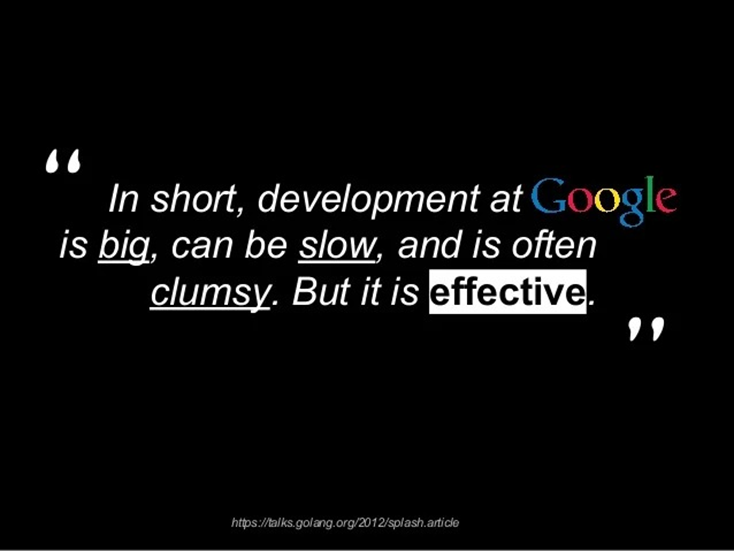 “
In short, development at Google
is big, can be slow, and is often
clumsy. But it is effective.
”
https://talks.golang.org/2012/splash.article